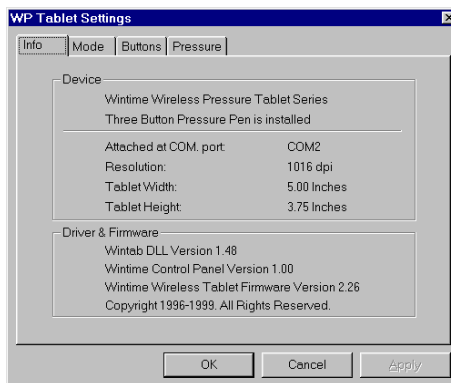 WP Tablet Settings
Info Mode Buttons Pressure
Device
Wintime Wireless Pressure Tablet Series
Three Button Pressure Pen is installed
Attached at COM. port: COM2
Resolution: 1016 dpi
Tablet Width: 5.00 Inches
Tablet Height: 3.75 Inches
Driver & Firmware
Wintab DLL Version 1.48
Wintime Control Panel Version 1.00
Wintime Wireless Tablet Firmware Version 2.26
Copyright 1996-1999. All Rights Reserved.
OK Cancel Apply